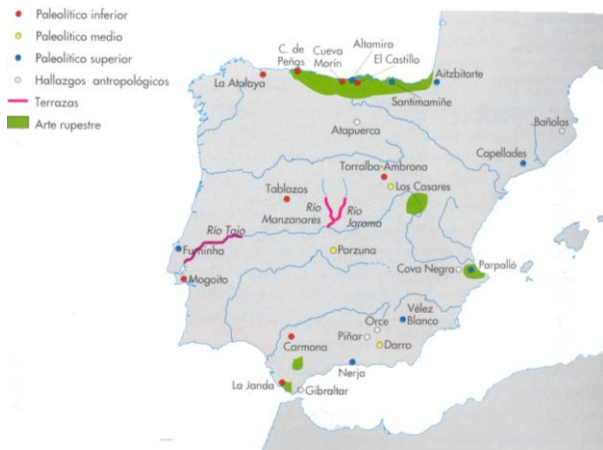 Paleolítico inferior
Paleolítico medio
Paleolítico superior
Hallazgos antropológicos
Terrazas
Arte rupestre
C. de
Peñas
La Atalaya
Cueva
Morín
Altamira
El Castillo
Aitzbitarte
Santimamiñe
Atapuerca
Bañolas
Capellades
Torralba-Ambrona
Los Casares
Tablazos
Río
Manzanares
Río
Jarama
Río Tajo
Furninha
Mogoito
Porzuna
Cova Negra
Parpalló
Vélez
Blanco
Orce
Piñar
Darro
Carmona
Nerja
La Janda
Gibraltar